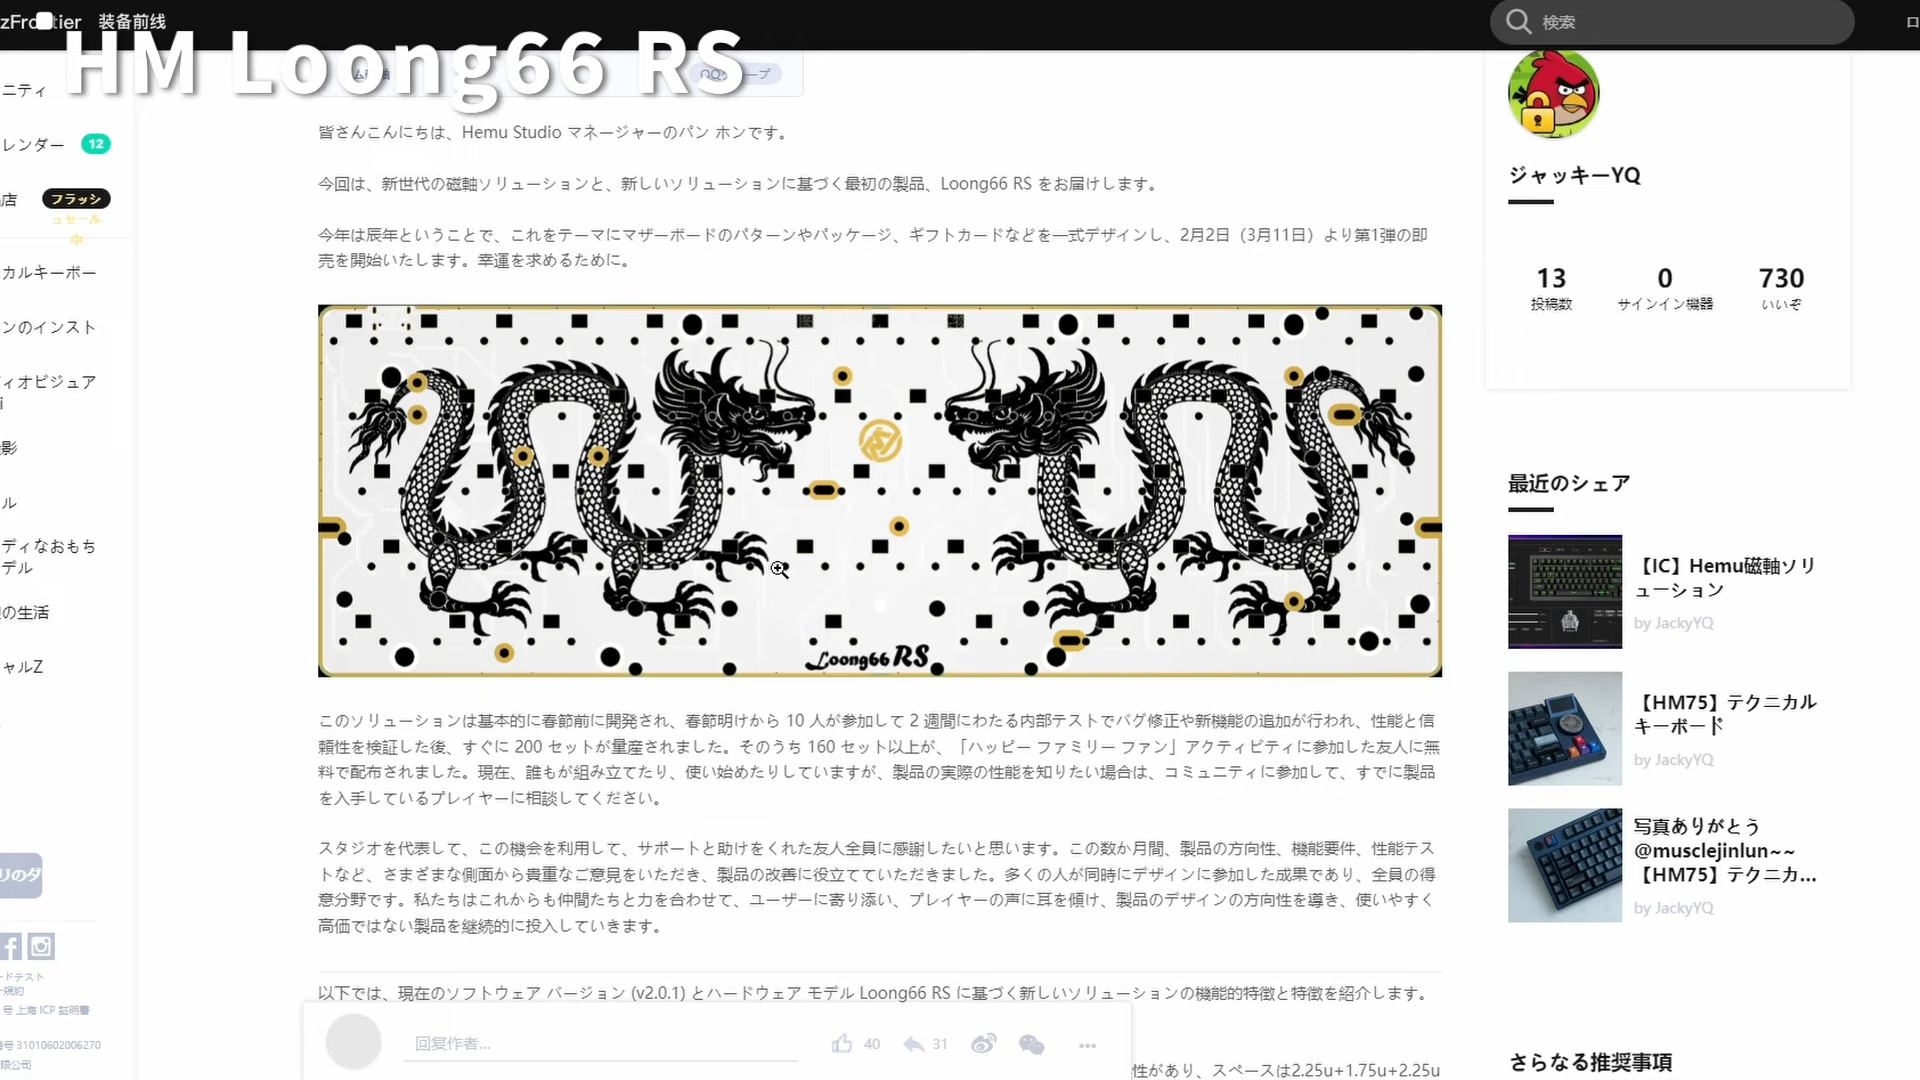 zFrontier 装备前线
検索
HM Loong66 RS
QQグループ
ニティ
レンダー 12
店 フラッシ
ュセール
中
カルキーボー
ンのインスト
ィオビジュア
影
ル
ディなおもち
デル
の生活
ャルZ
リのダ
ードテスト
規約
号 上海 ICP 証明書
番号 31010602006270
限公司
皆さんこんにちは、Hemu Studio マネージャーのパン ホンです。
今回は、新世代の磁軸ソリューションと、新しいソリューションに基づく最初の製品、Loong66 RS をお届けします。
今年は辰年ということで、これをテーマにマザーボードのパターンやパッケージ、ギフトカードなどを一式デザインし、2月2日（3月11日）より第1弾の即
売を開始いたします。幸運を求めるために。
Loong66 RS
このソリューションは基本的に春節前に開発され、春節明けから 10 人が参加して 2 週間にわたる内部テストでバグ修正や新機能の追加が行われ、性能と信
頼性を検証した後、すぐに 200 セットが量産されました。そのうち 160 セット以上が、「ハッピー ファミリー ファン」アクティビティに参加した友人に無
料で配布されました。現在、誰もが組み立てたり、使い始めたりしていますが、製品の実際の性能を知りたい場合は、コミュニティに参加して、すでに製品
を入手しているプレイヤーに相談してください。
スタジオを代表して、この機会を利用して、サポートと助けをくれた友人全員に感謝したいと思います。この数か月間、製品の方向性、機能要件、性能テス
トなど、さまざまな側面から貴重なご意見をいただき、製品の改善に役立てていただきました。多くの人が同時にデザインに参加した成果であり、全員の得
意分野です。私たちはこれからも仲間たちと力を合わせて、ユーザーに寄り添い、プレイヤーの声に耳を傾け、製品のデザインの方向性を導き、使いやすく
高価ではない製品を継続的に投入していきます。
以下では、現在のソフトウェア バージョン (v2.0.1) とハードウェア モデル Loong66 RS に基づく新しいソリューションの機能的特徴と特徴を紹介します。
回复作者...
40
31
性があり、スペースは2.25u+1.75u+2.25u
ジャッキーYQ
13 0 730
投稿数 サインイン機器 いいぞ
最近のシェア
【IC】Hemu磁軸ソリ
ューション
by JackyYQ
【HM75】テクニカル
キーボード
by JackyYQ
写真ありがとう
@musclejinlun~~
【HM75】テクニカ...
by JackyYQ
さらなる推奨事項